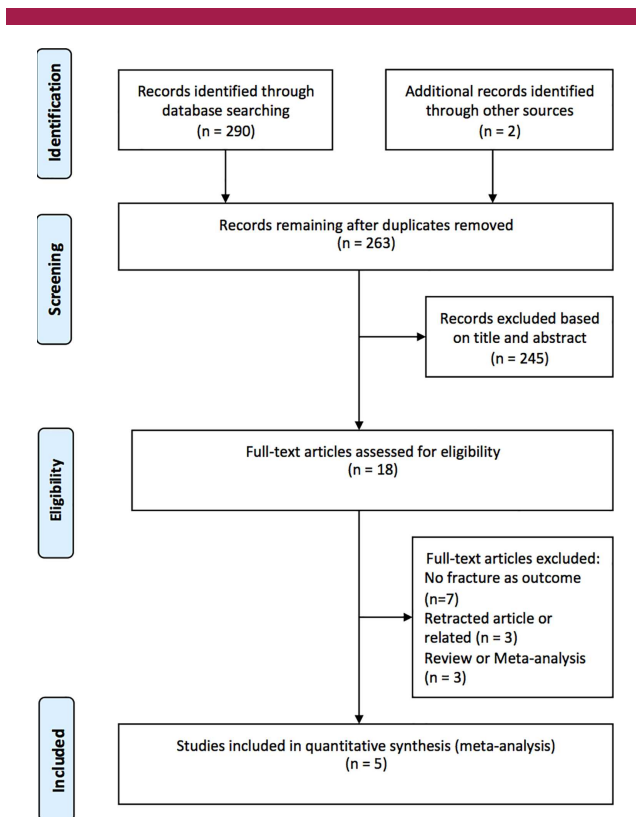 Identification
Records identified through
database searching
(n = 290)
Additional records identified
through other sources
(n = 2)
Screening
Records remaining after duplicates removed
(n = 263)
Records excluded based
on title and abstract
(n = 245)
Eligibility
Full-text articles assessed for eligibility
(n = 18)
Full-text articles excluded:
No fracture as outcome
(n=7)
Retracted article or
related (n = 3)
Review or Meta-analysis
(n = 3)
Included
Studies included in quantitative synthesis (meta-analysis)
(n = 5)